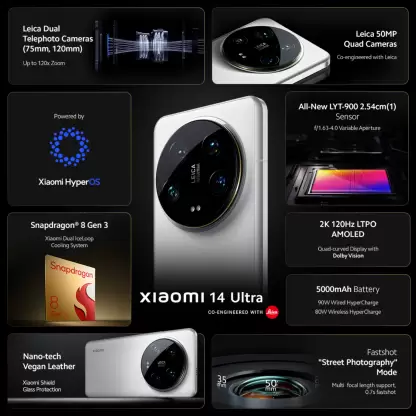 Leica Dual
Telephoto Cameras
(75mm, 120mm)
Up to 120x Zoom
Leica 50MP
Quad Cameras
Co-engineered with Leica
Powered by
Xiaomi HyperOS
LEICA
All-New LYT-900 2.54cm(1)
Sensor
f/1.63-4.0 Variable Aperture
Snapdragon® 8 Gen 3
Xiaomi Dual IceLoop
Cooling System
Snapdragon
2K 120Hz LTPO
AMOLED
Quad-curved Display with
Dolby Vision
xiaomi 14 Ultra
CO-ENGINEERED WITH Leica
5000mAh Battery
90W Wired HyperCharge
80W Wireless HyperCharge
Nano-tech
Vegan Leather
Xiaomi Shield
Glass Protection
35
50
Fastshot
"Street Photography"
Mode
Multi focal length support,
0.7s fastshot